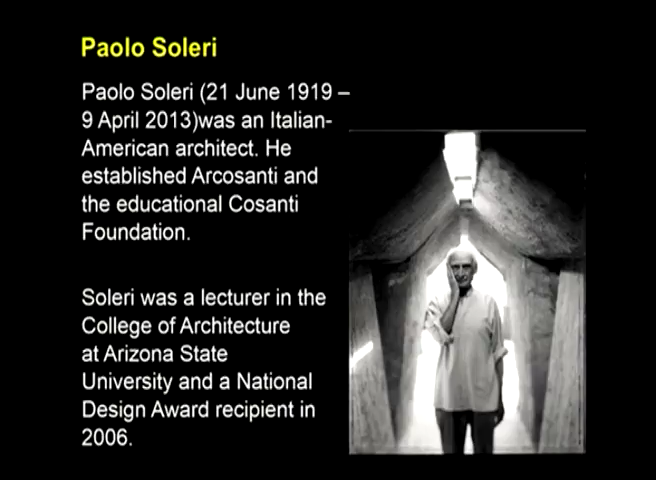 Paolo Soleri
Paolo Soleri (21 June 1919 –
9 April 2013)was an Italian-
American architect. He
established Arcosanti and
the educational Cosanti
Foundation.
Soleri was a lecturer in the
College of Architecture
at Arizona State
University and a National
Design Award recipient in
2006.